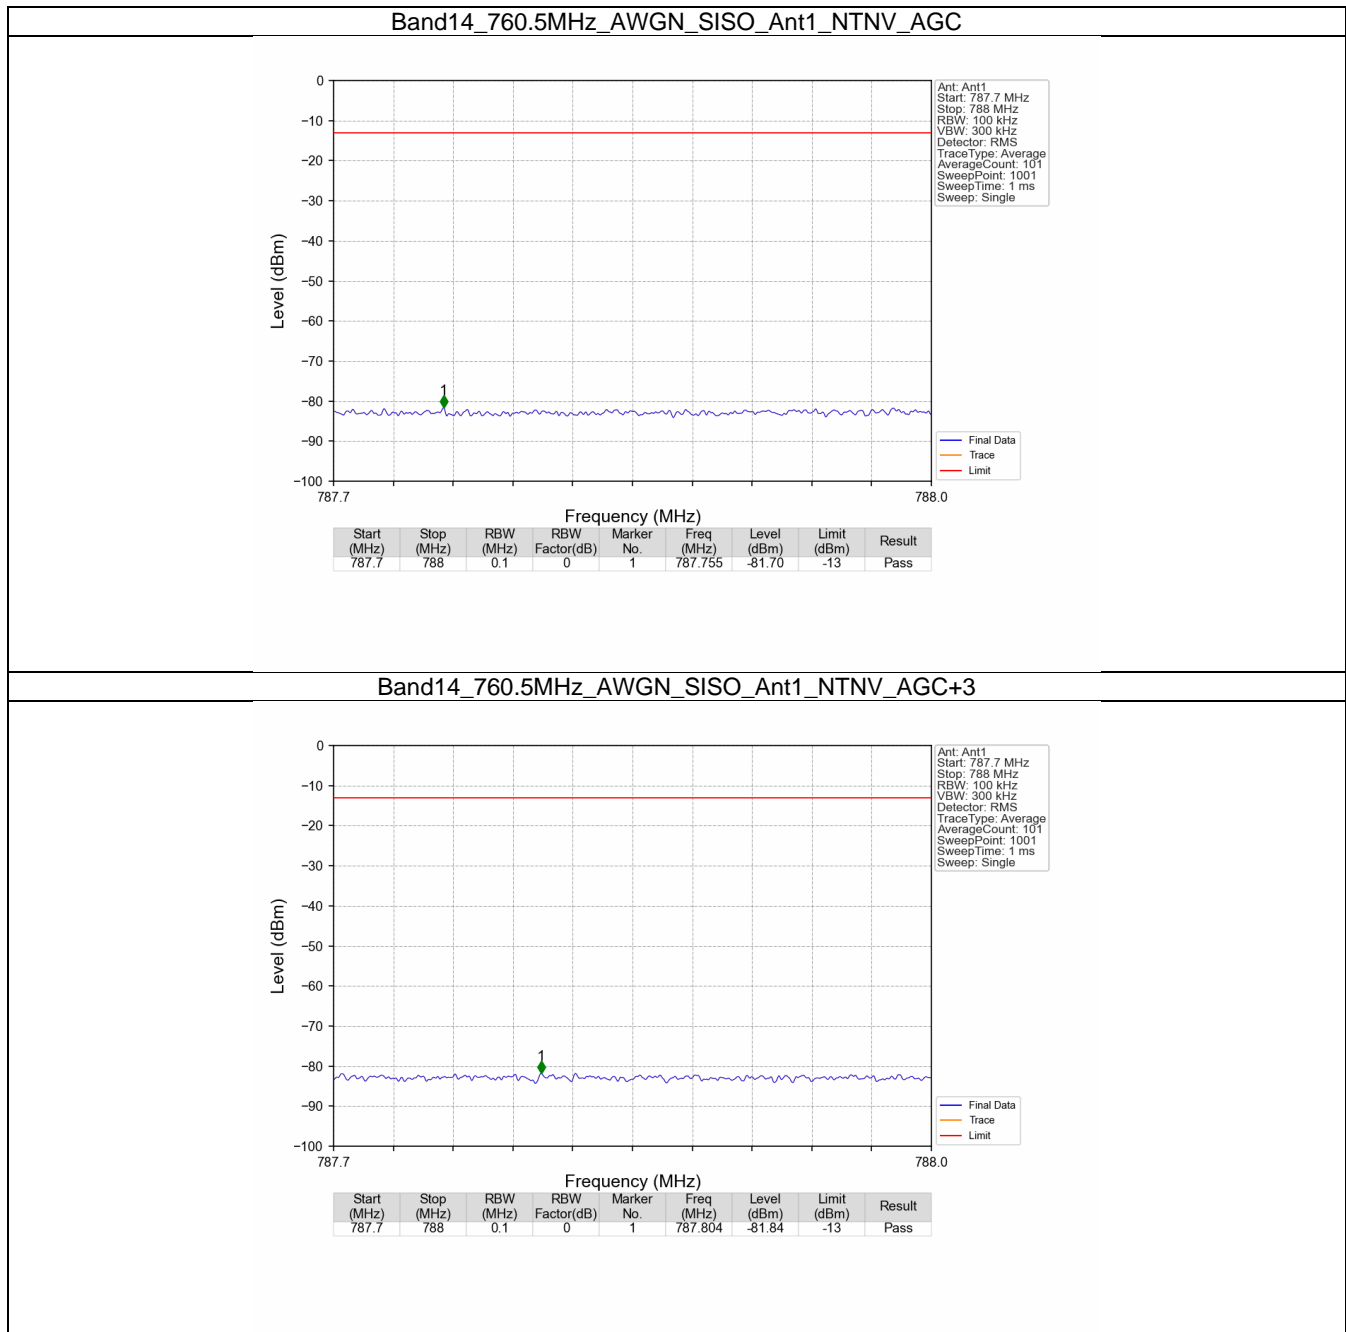 Band14_760.5MHz_AWGN_SISO_Ant1_NTNV_AGC
0
−10
−20
−30
−40
−50
−60
−70
−80
−90
−100
Level (dBm)
1
787.7
788.0
Frequency (MHz)
Ant: Ant1
Start: 787.7 MHz
Stop: 788 MHz
RBW: 100 kHz
VBW: 300 kHz
Detector: RMS
TraceType: Average
AverageCount: 101
SweepPoint: 1001
SweepTime: 1 ms
Sweep: Single
Final Data
Trace
Limit
Start (MHz) Stop (MHz) RBW (MHz) RBW Factor(dB) Marker No. Freq (MHz) Level (dBm) Limit (dBm) Result
787.7 788 0.1 0 1 787.755 -81.70 -13 Pass
Band14_760.5MHz_AWGN_SISO_Ant1_NTNV_AGC+3
0
−10
−20
−30
−40
−50
−60
−70
−80
−90
−100
Level (dBm)
1
787.7
788.0
Frequency (MHz)
Ant: Ant1
Start: 787.7 MHz
Stop: 788 MHz
RBW: 100 kHz
VBW: 300 kHz
Detector: RMS
TraceType: Average
AverageCount: 101
SweepPoint: 1001
SweepTime: 1 ms
Sweep: Single
Final Data
Trace
Limit
Start (MHz) Stop (MHz) RBW (MHz) RBW Factor(dB) Marker No. Freq (MHz) Level (dBm) Limit (dBm) Result
787.7 788 0.1 0 1 787.804 -81.84 -13 Pass